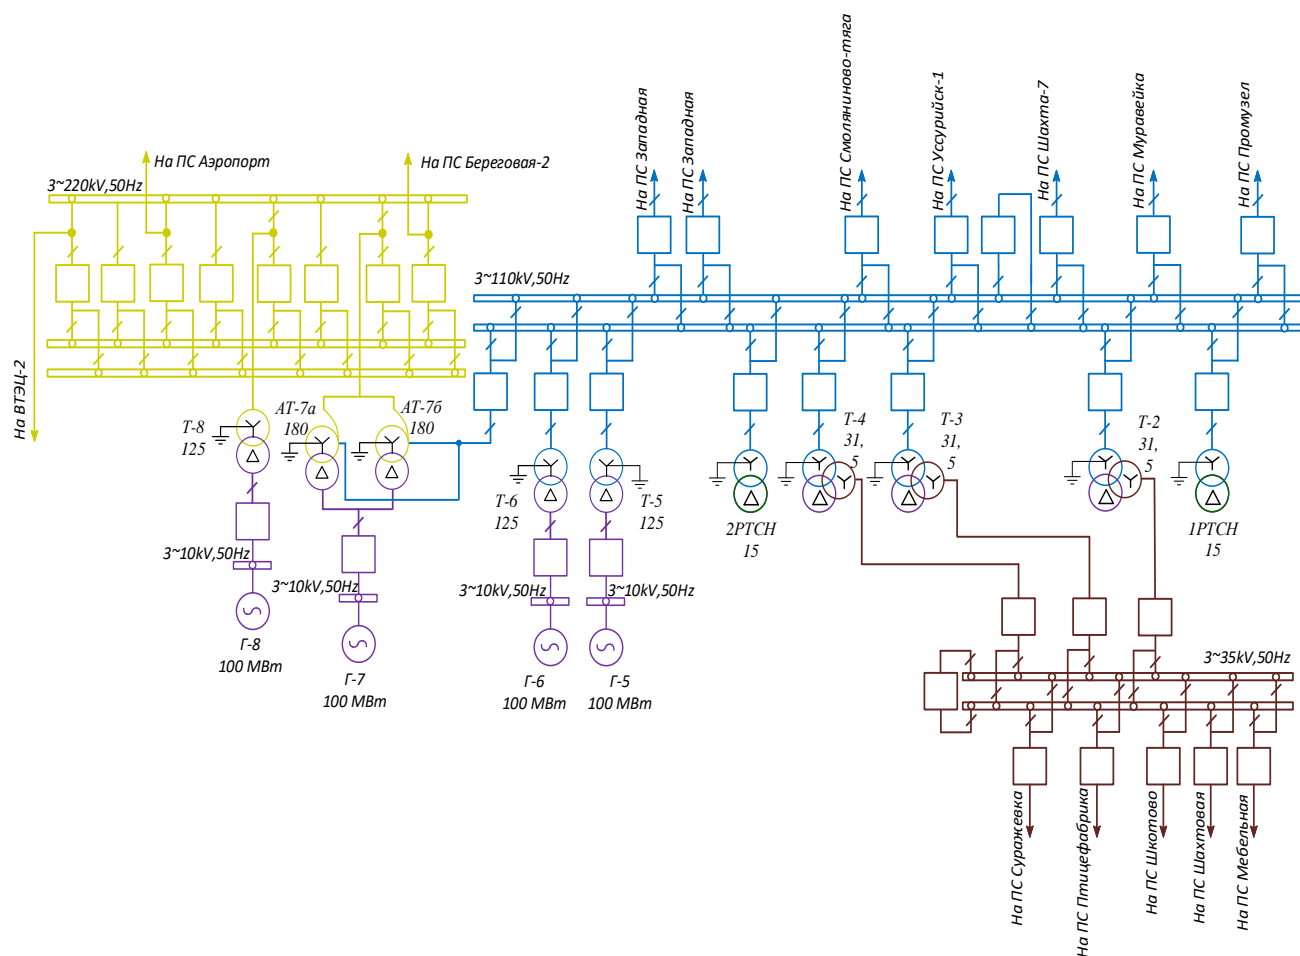 На ПС Аэропорт
На ПС Береговая-2
3~220kV,50Hz
На ВТЭЦ-2
На ПС Западная
На ПС Западная
На ПС Смоляниново-тяга
На ПС Уссурийск-1
На ПС Шахта-7
На ПС Муравейка
На ПС Промузел
3~110kV,50Hz
Т-8
125
АТ-7а
180
АТ-7б
180
Т-6
125
Т-5
125
2РТСН
15
Т-4
31,
5
Т-3
31,
5
Т-2
31,
5
1РТСН
15
3~10kV,50Hz
3~10kV,50Hz
3~10kV,50Hz
3~10kV,50Hz
Г-8
100 МВт
Г-7
100 МВт
Г-6
100 МВт
Г-5
100 МВт
3~35kV,50Hz
На ПС Суражевка
На ПС Птицефабрика
На ПС Шкотово
На ПС Шахтовая
На ПС Мебельная